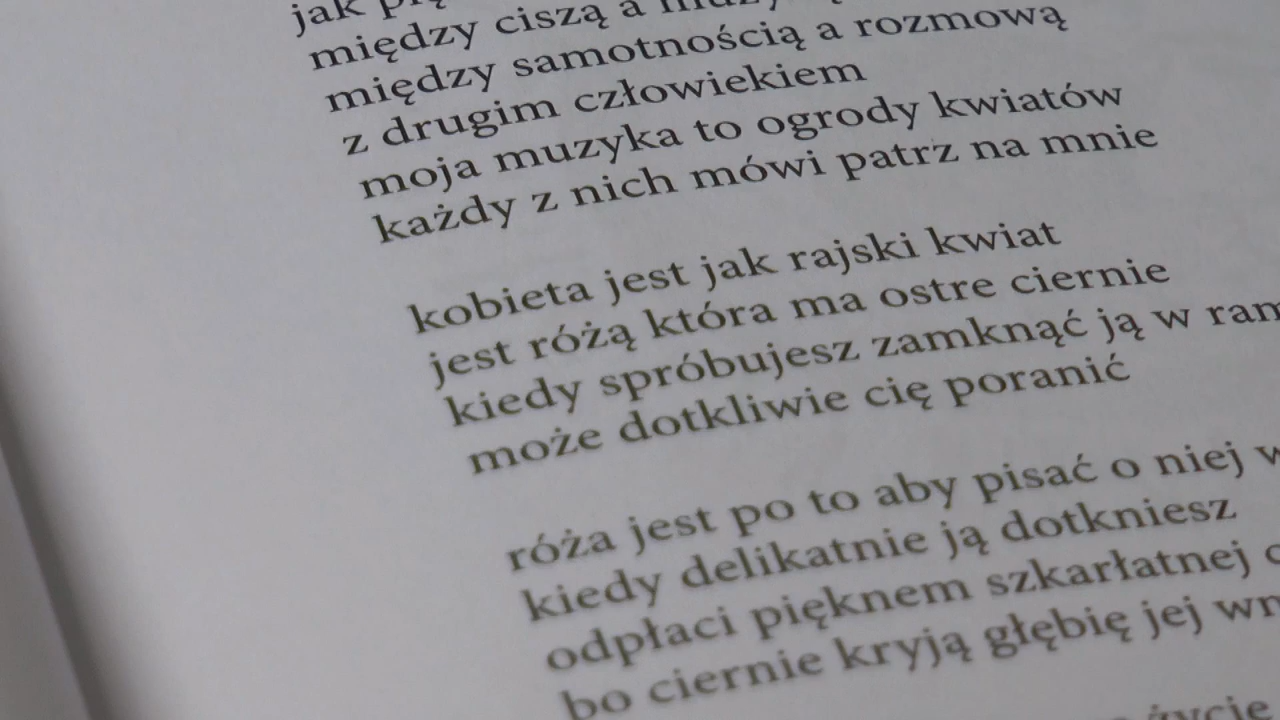 jak
między ciszą a
między samotnością a rozmową
z drugim człowiekiem
moja muzyka to ogrody kwiatów
każdy z nich mówi patrz na mnie
kobieta jest jak rajski kwiat
jest różą która ma ostre ciernie
kiedy spróbujesz zamknąć ją w
może dotkliwie cię poranić
róża jest po to aby pisać o niej
kiedy delikatnie ją dotkniesz
odpłaci pięknem szkarłatnej
bo ciernie kryją głębię jej
życie